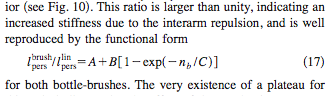 ior (see Fig. 10). This ratio is larger than unity, indicating an
increased stiffness due to the interarm repulsion, and is well
reproduced by the functional form
l_pers^brush/l_pers^lin = A+B[1−exp(−n_b/C)] (17)
for both bottle-brushes. The very existence of a plateau for